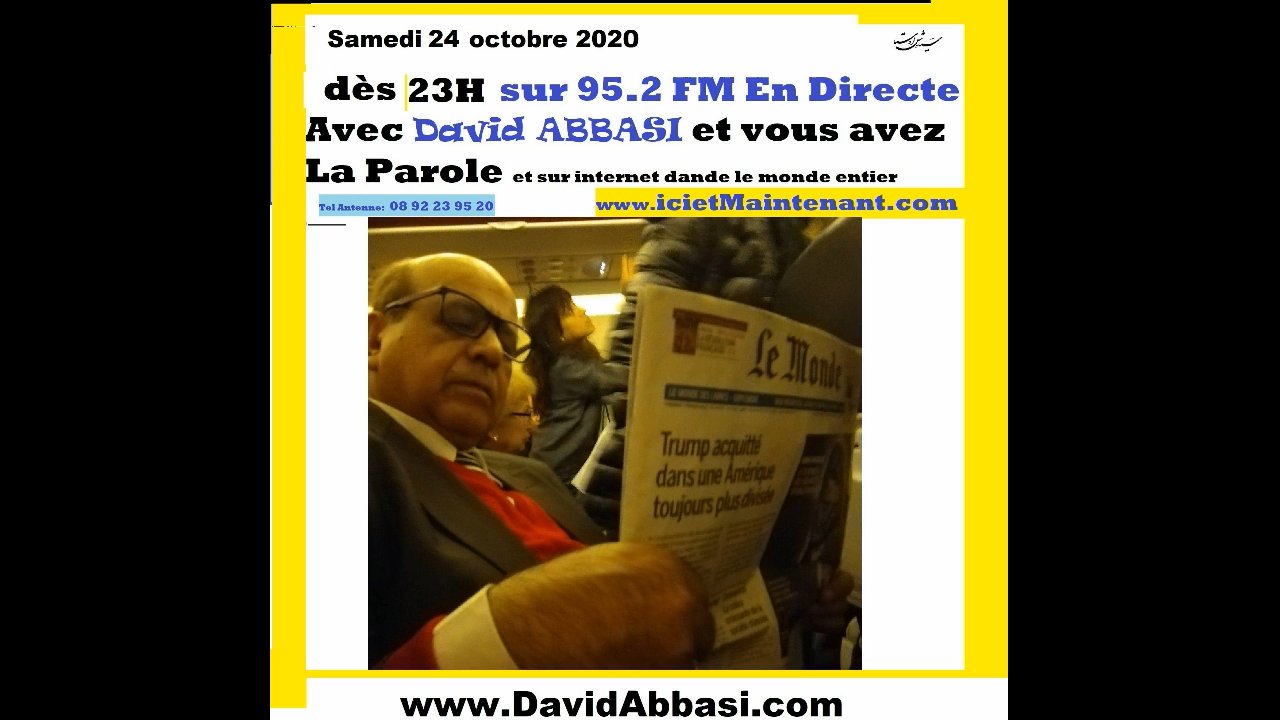 Samedi 24 octobre 2020
dès 23H sur 95.2 FM En Directe
Avec David ABBASI et vous avez
La Parole et sur internet dande le monde entier
Tel Antenne: 08 92 23 95 20
www.icietMaintenant.com
Le Monde
Trump acquitté
dans une Amérique
toujours plus divisée
www.DavidAbbasi.com